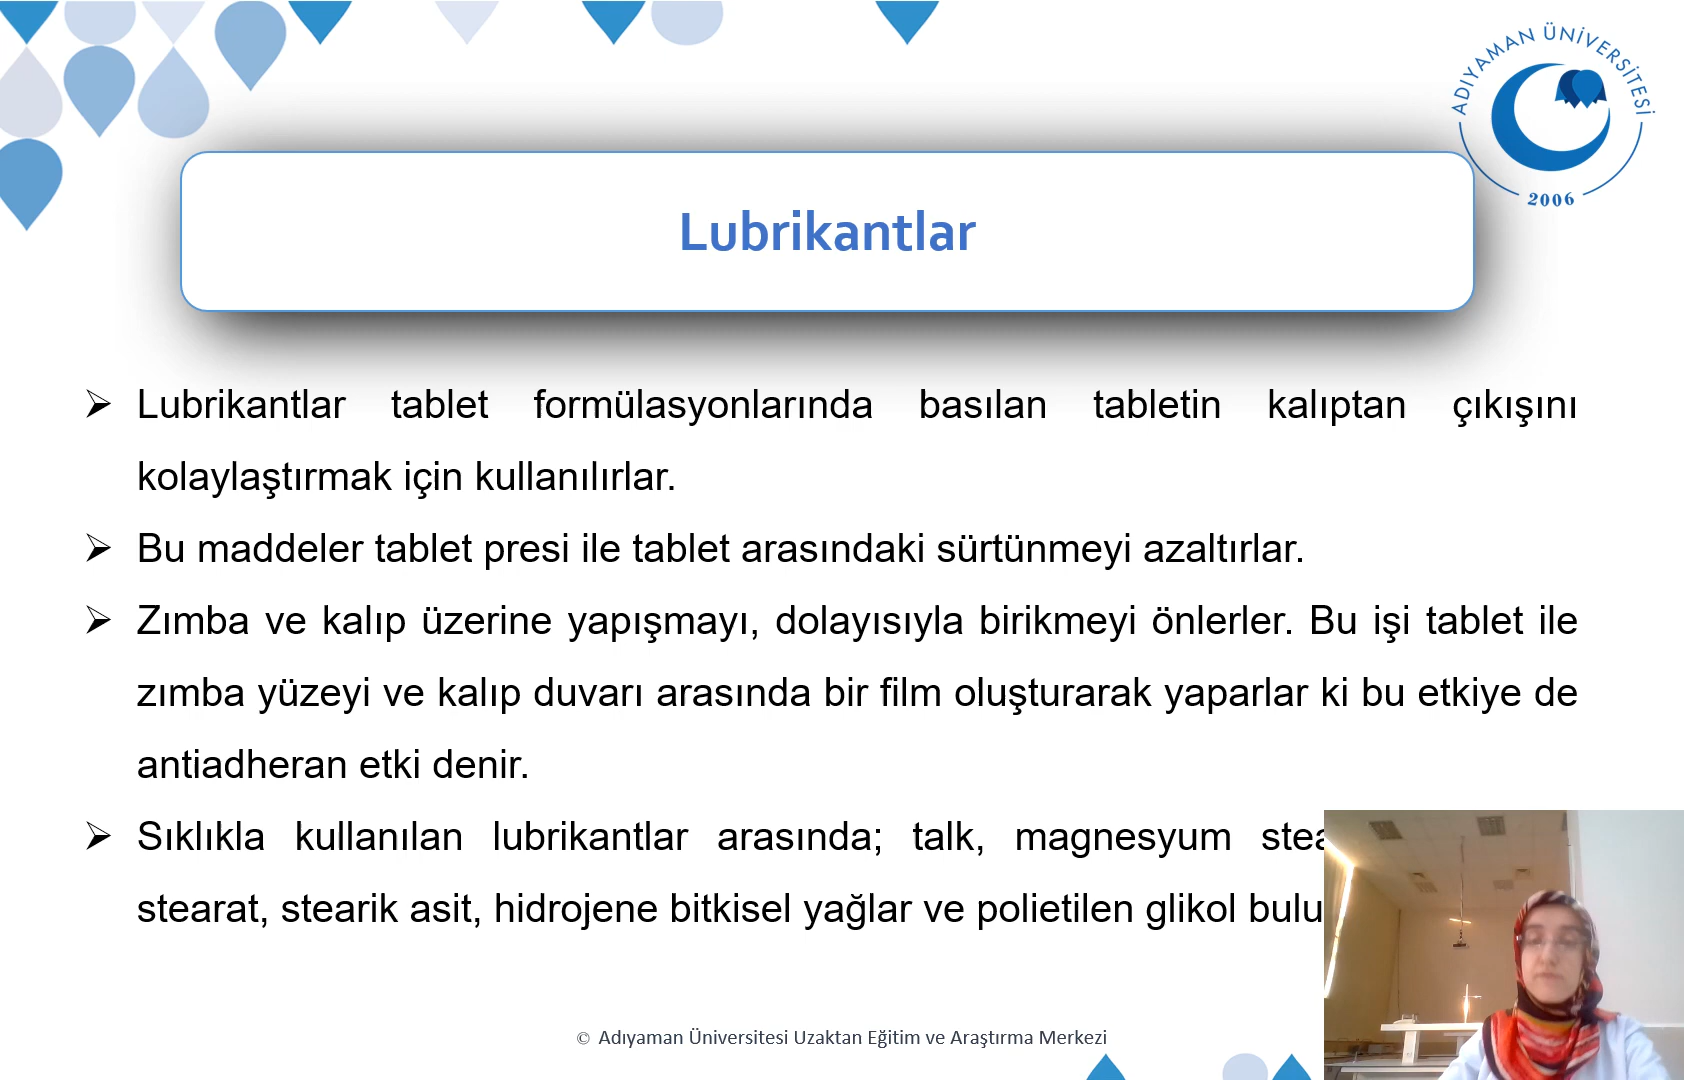 ADIYAMAN ÜNİVERSİTESİ
2006
Lubrikantlar
Lubrikantlar tablet formülasyonlarında basılan tabletin kalıptan çıkışını
kolaylaştırmak için kullanılırlar.
Bu maddeler tablet presi ile tablet arasındaki sürtünmeyi azaltırlar.
Zımba ve kalıp üzerine yapışmayı, dolayısıyla birikmeyi önlerler. Bu işi tablet ile
zımba yüzeyi ve kalıp duvarı arasında bir film oluşturarak yaparlar ki bu etkiye de
antiadheran etki denir.
Sıklıkla kullanılan lubrikantlar arasında; talk, magnesyum
stearat, stearik asit, hidrojene bitkisel yağlar ve polietilen glikol
© Adıyaman Üniversitesi Uzaktan Eğitim ve Araştırma Merkezi